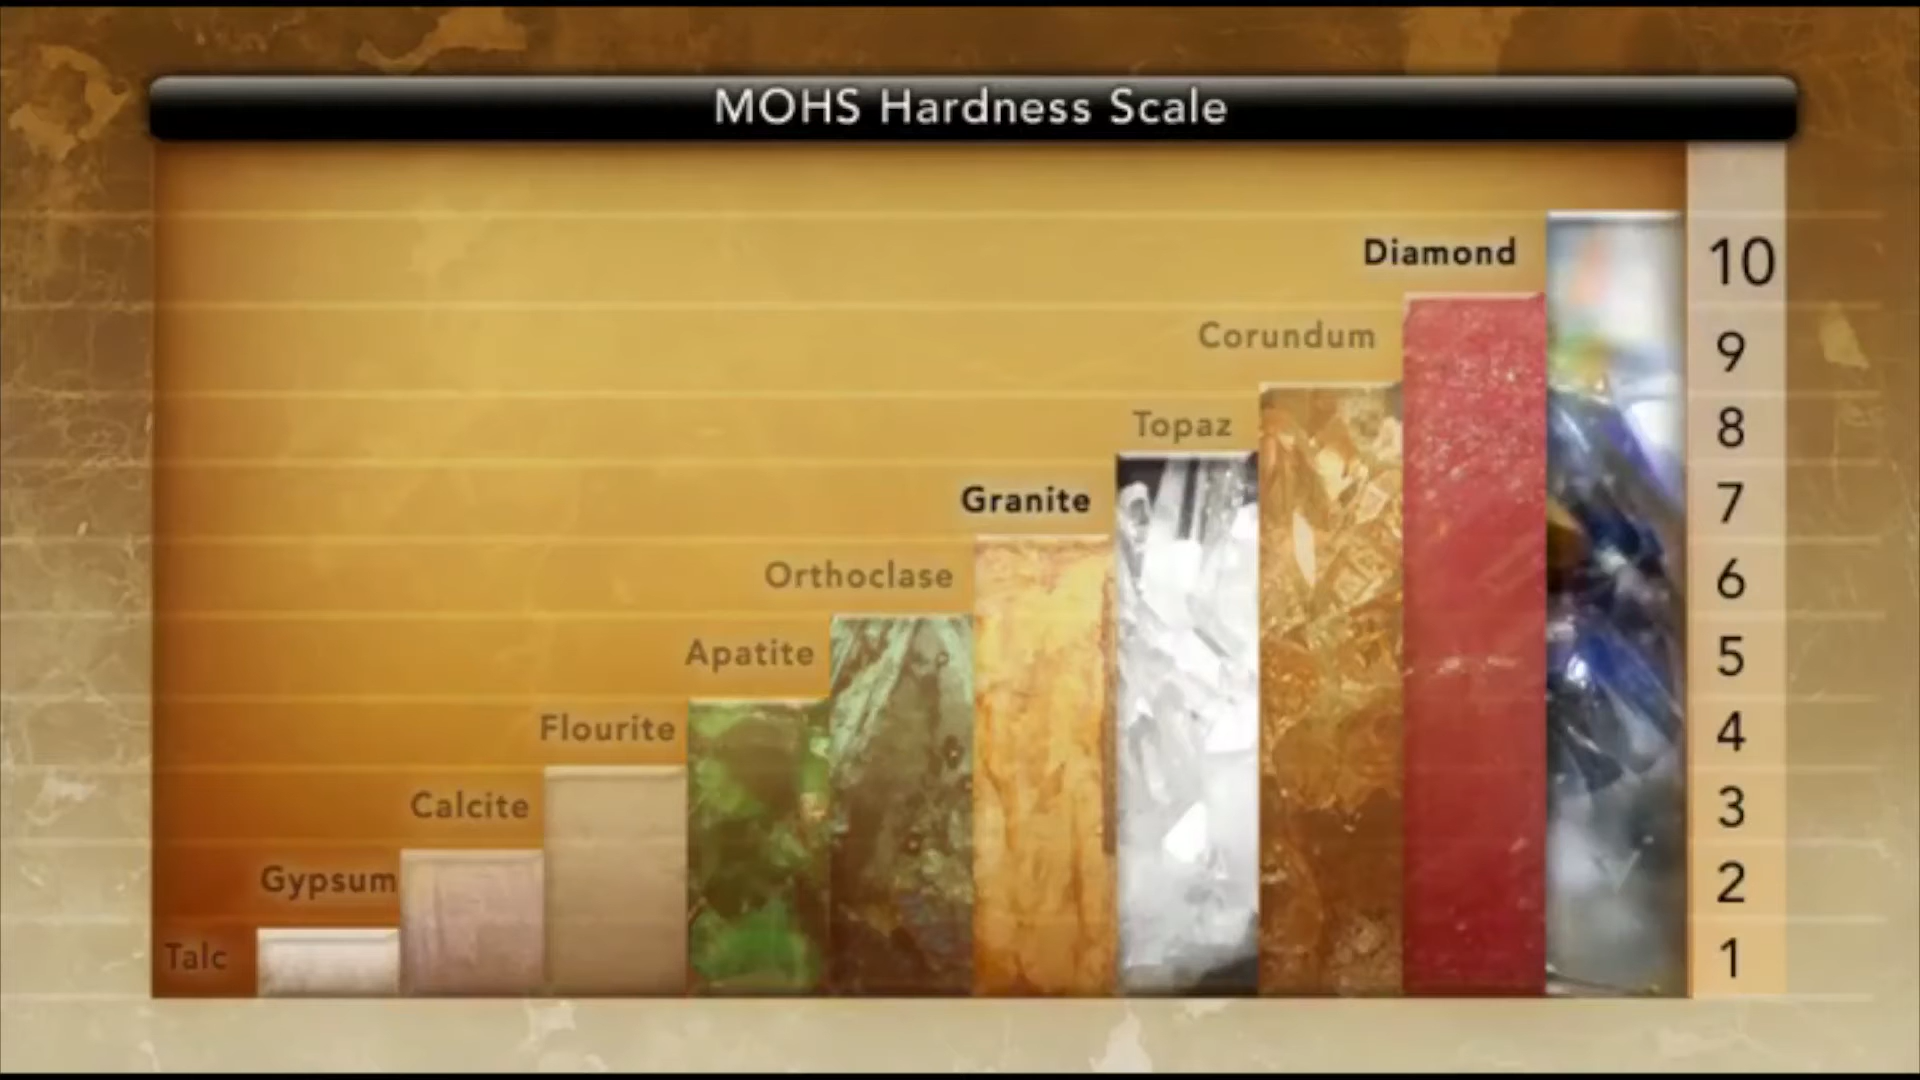 MOHS Hardness Scale
Diamond
10
Corundum
9
Topaz
8
Granite
7
Orthoclase
6
Apatite
5
Flourite
4
Calcite
3
Gypsum
2
Talc
1